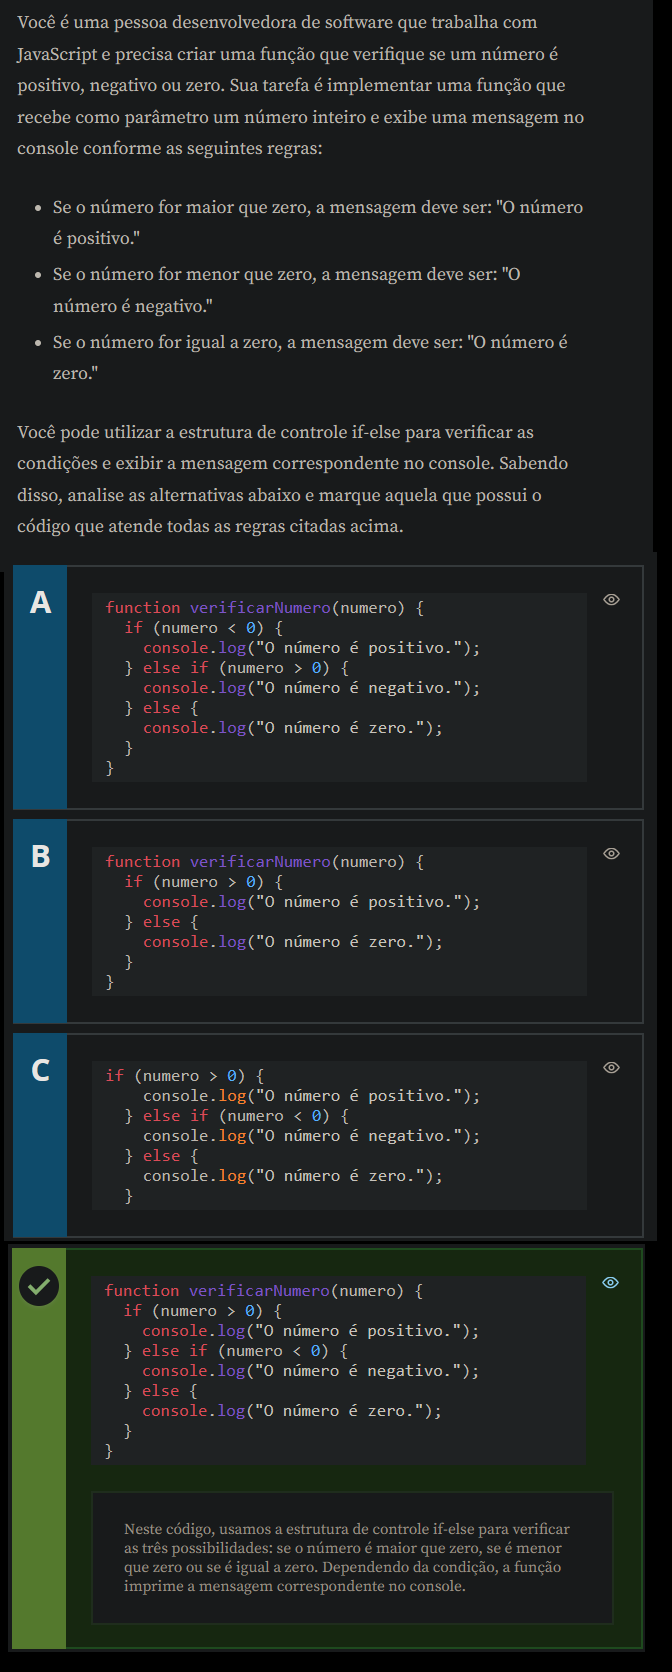 Você é uma pessoa desenvolvedora de software que trabalha com
JavaScript e precisa criar uma função que verifique se um número é
positivo, negativo ou zero. Sua tarefa é implementar uma função que
recebe como parâmetro um número inteiro e exibe uma mensagem no
console conforme as seguintes regras:
• Se o número for maior que zero, a mensagem deve ser: "O número
é positivo."
• Se o número for menor que zero, a mensagem deve ser: "O
número é negativo."
• Se o número for igual a zero, a mensagem deve ser: "O número é
zero."
Você pode utilizar a estrutura de controle if-else para verificar as
condições e exibir a mensagem correspondente no console. Sabendo
disso, analise as alternativas abaixo e marque aquela que possui o
código que atende todas as regras citadas acima.
A
function verificarNumero(numero) {
  if (numero < 0) {
    console.log("O número é positivo.");
  } else if (numero > 0) {
    console.log("O número é negativo.");
  } else {
    console.log("O número é zero.");
  }
}
B
function verificarNumero(numero) {
  if (numero > 0) {
    console.log("O número é positivo.");
  } else {
    console.log("O número é zero.");
  }
}
C
if (numero > 0) {
    console.log("O número é positivo.");
  } else if (numero < 0) {
    console.log("O número é negativo.");
  } else {
    console.log("O número é zero.");
  }
function verificarNumero(numero) {
  if (numero > 0) {
    console.log("O número é positivo.");
  } else if (numero < 0) {
    console.log("O número é negativo.");
  } else {
    console.log("O número é zero.");
  }
}
Neste código, usamos a estrutura de controle if-else para verificar
as três possibilidades: se o número é maior que zero, se é menor
que zero ou se é igual a zero. Dependendo da condição, a função
imprime a mensagem correspondente no console.